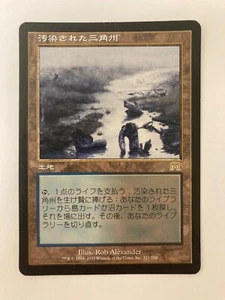 汚染された三角州
土地
, 1点のライフを支払う, 汚染された三
角州を生け贄に捧げる:あなたのライブ
ラリーから島カードか沼カードを1枚探し、
それを場に出す。その後、あなたのライ
ブラリーを切り直す。
Illus. Rob Alexander